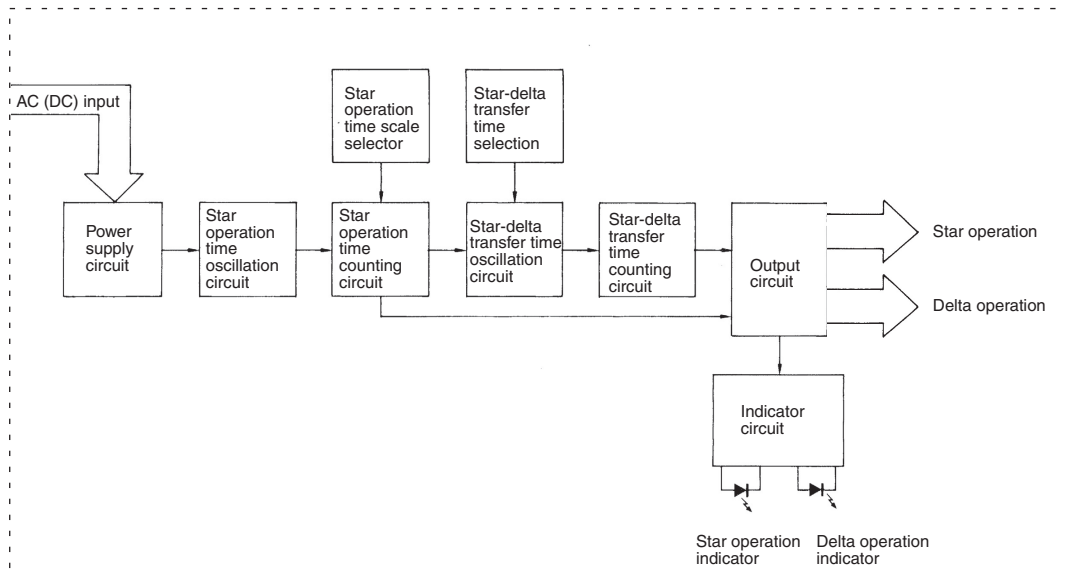 AC (DC) input
Star
operation
time scale
selector
Star-delta
transfer
time
selection
Power
supply
circuit
Star
operation
time
oscillation
circuit
Star
operation
time
counting
circuit
Star-delta
transfer time
oscillation
circuit
Star-delta
transfer
time
counting
circuit
Output
circuit
Star operation
Delta operation
Indicator
circuit
Star operation
indicator
Delta operation
indicator